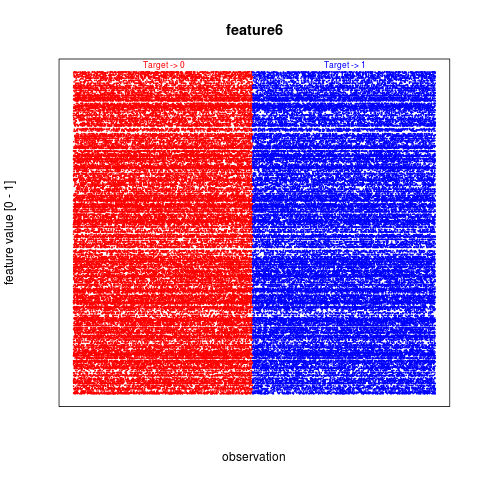 feature6
Target -> 0 Target -> 1
feature value [0 - 1]
observation